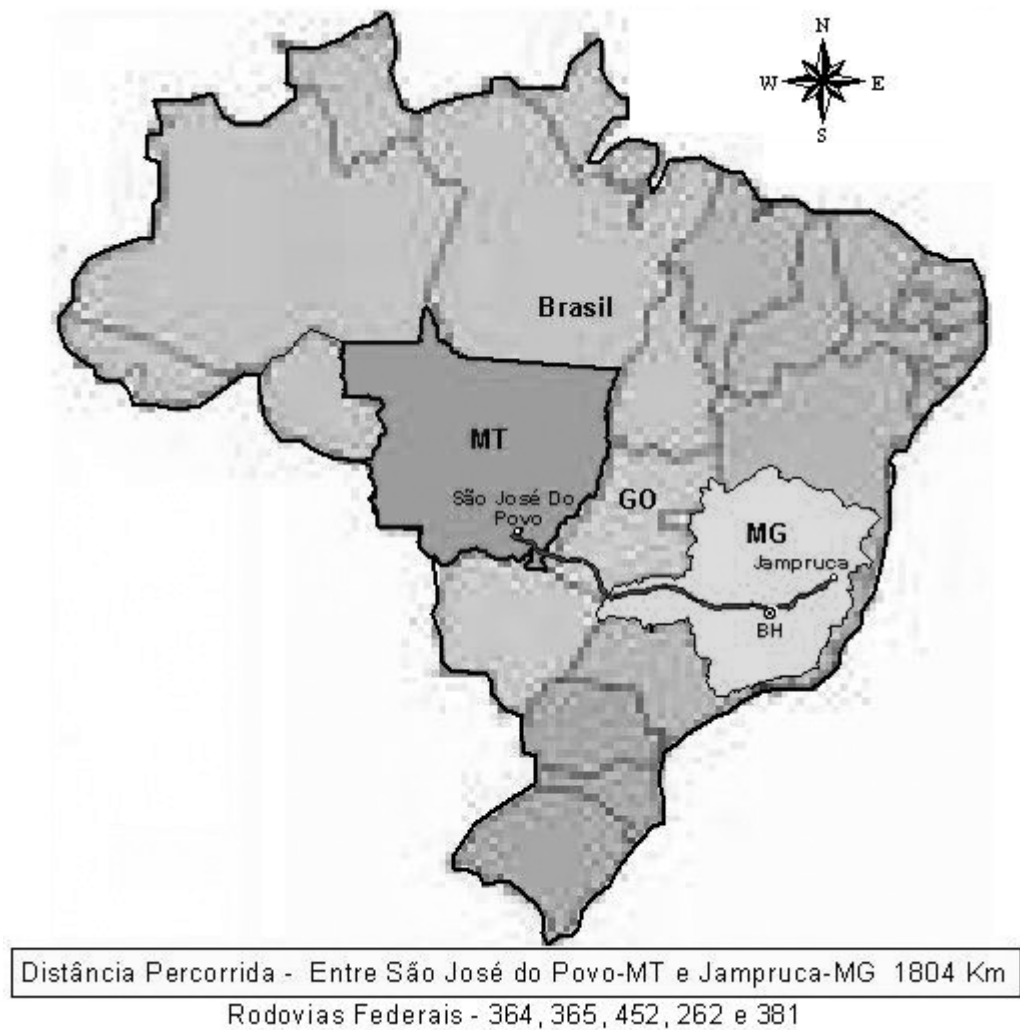 N
W E
S
Brasil
MT
São José Do
Povo
GO
MG
Jampruca
BH
Distância Percorrida - Entre São José do Povo-MT e Jampruca-MG 1804 Km
Rodovias Federais - 364, 365, 452, 262 e 381